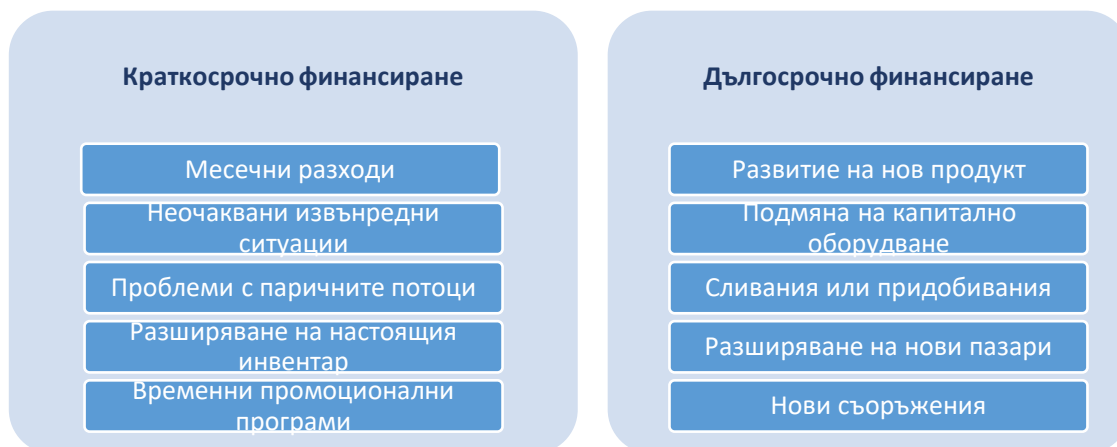 Краткосрочно финансиране
Месечни разходи
Неочаквани извънредни
ситуации
Проблеми с паричните потоци
Разширяване на настоящия
инвентар
Временни промоционални
програми
Дългосрочно финансиране
Развитие на нов продукт
Подмяна на капитално
оборудване
Сливания или придобивания
Разширяване на нови пазари
Нови съоръжения